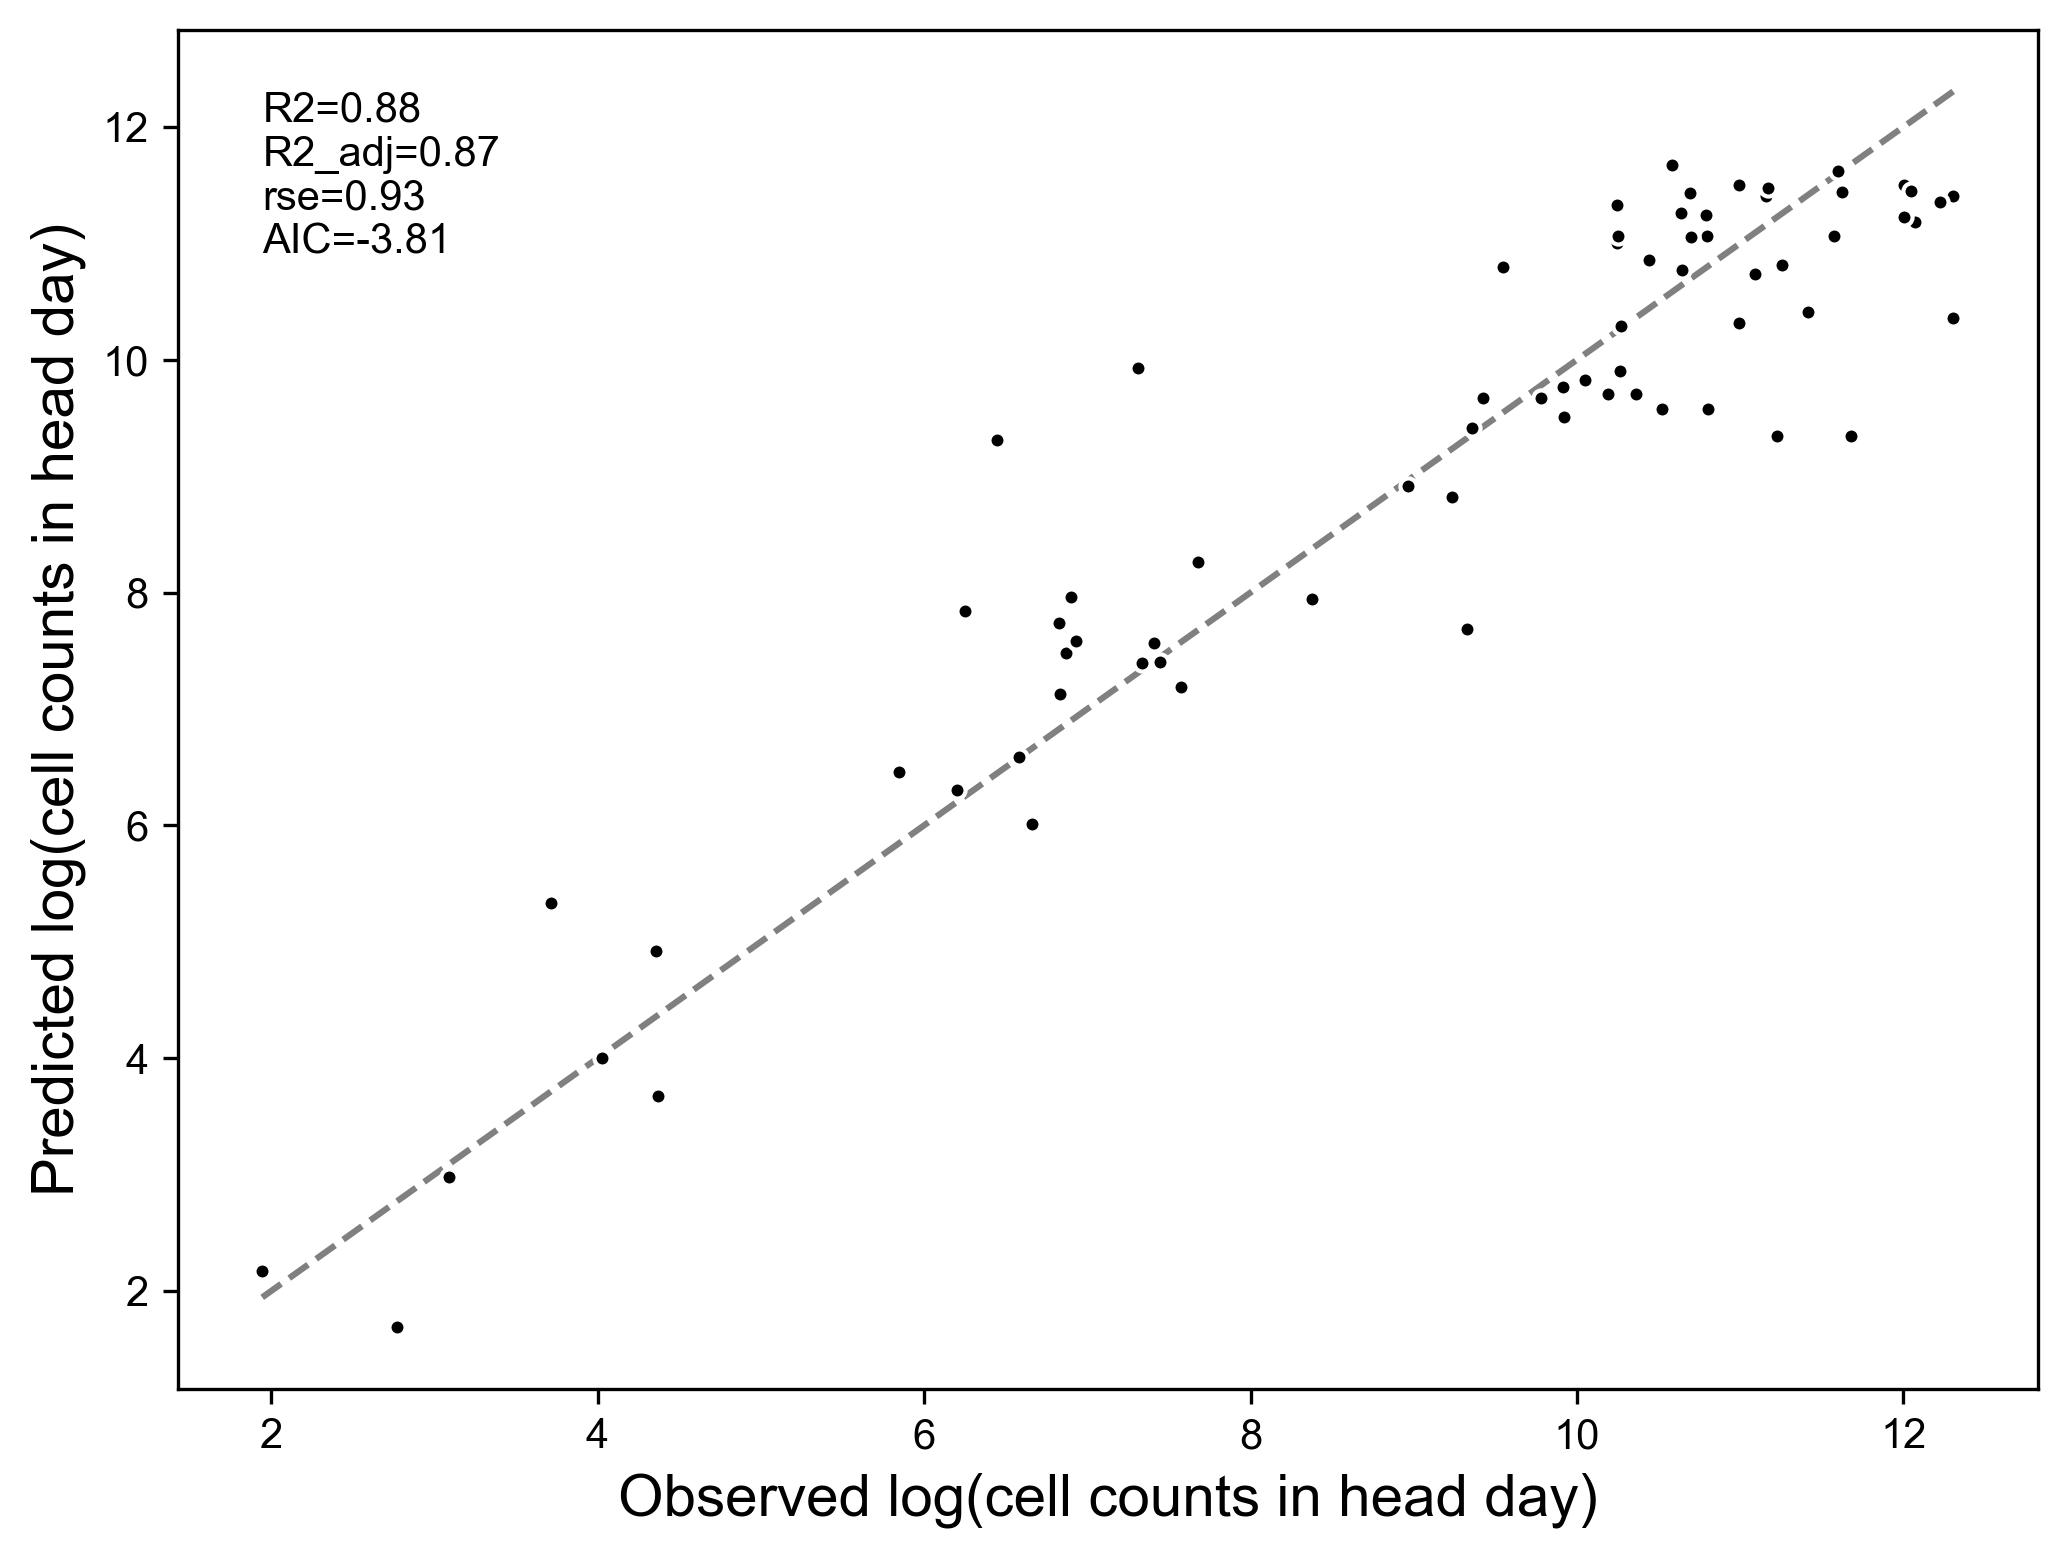 R2=0.88
R2_adj=0.87
rse=0.93
AIC=-3.81
12
10
8
6
4
2
Predicted log(cell counts in head day)
2 4 6 8 10 12
Observed log(cell counts in head day)